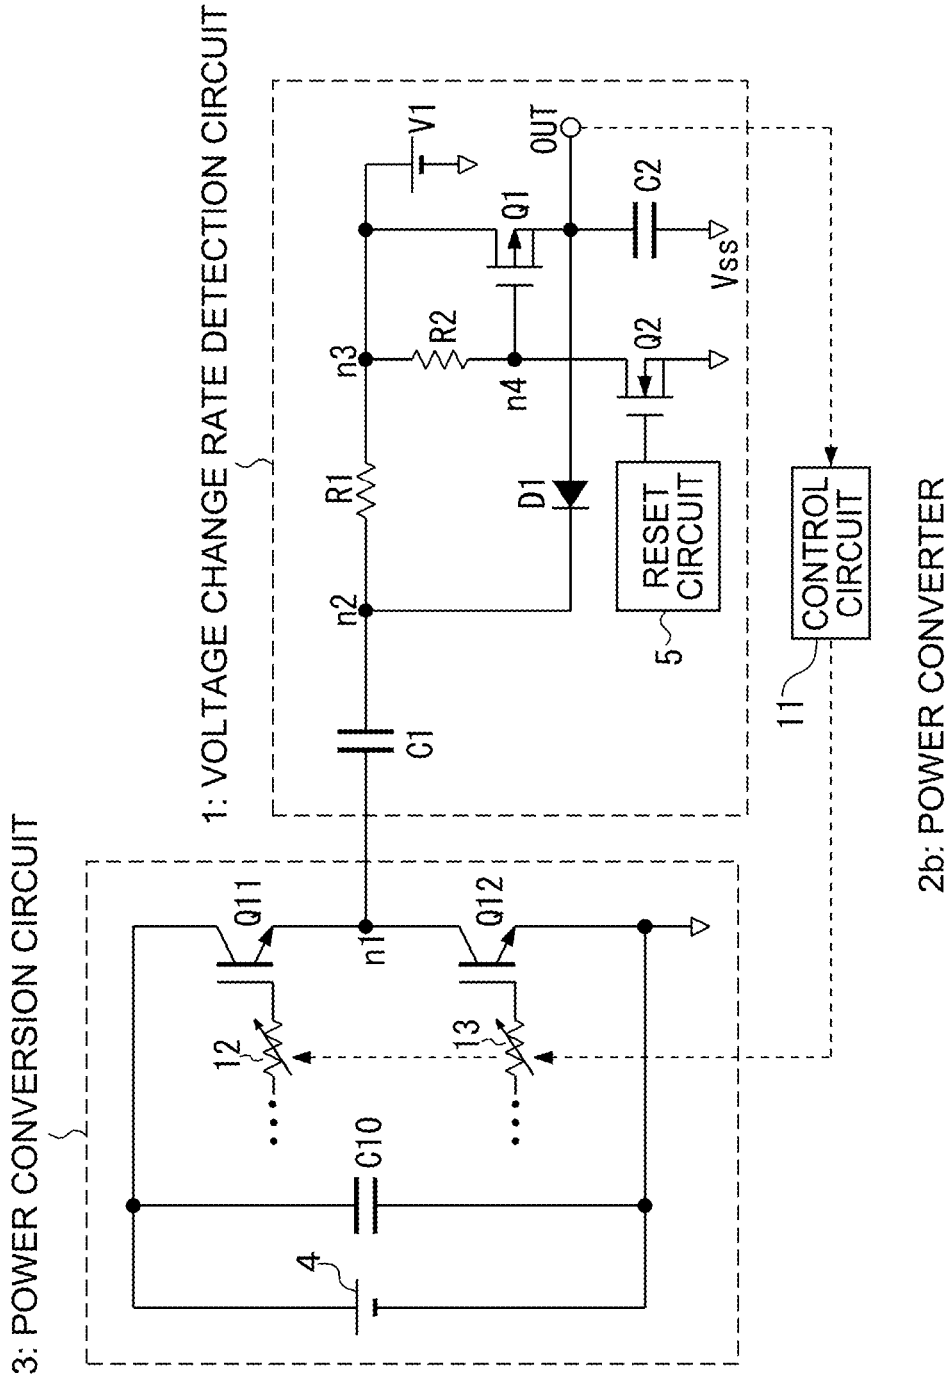 3: POWER CONVERSION CIRCUIT
1: VOLTAGE CHANGE RATE DETECTION CIRCUIT
4
C10
12
Q11
n1
13
Q12
C1
n2
R1
n3
V1
R2
n4
Q1
OUT
D1
C2
Vss
Q2
5
RESET
CIRCUIT
11
CONTROL
CIRCUIT
2b: POWER CONVERTER